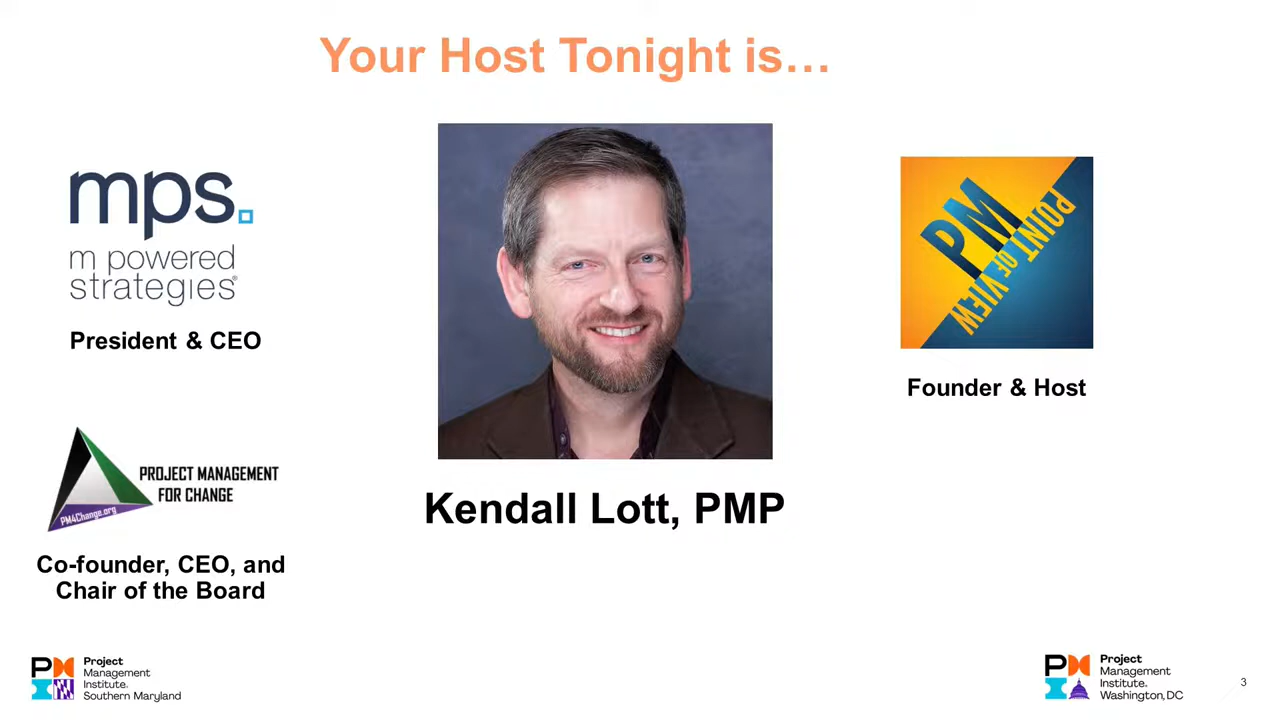 Your Host Tonight is…
mps.
m powered
strategies®
President & CEO
PM
POINT OF VIEW
Founder & Host
PROJECT MANAGEMENT
FOR CHANGE
PM4Change.org
Co-founder, CEO, and
Chair of the Board
Kendall Lott, PMP
PMI
Project
Management
Institute.
Southern Maryland
PMI
Project
Management
Institute.
Washington, DC
3